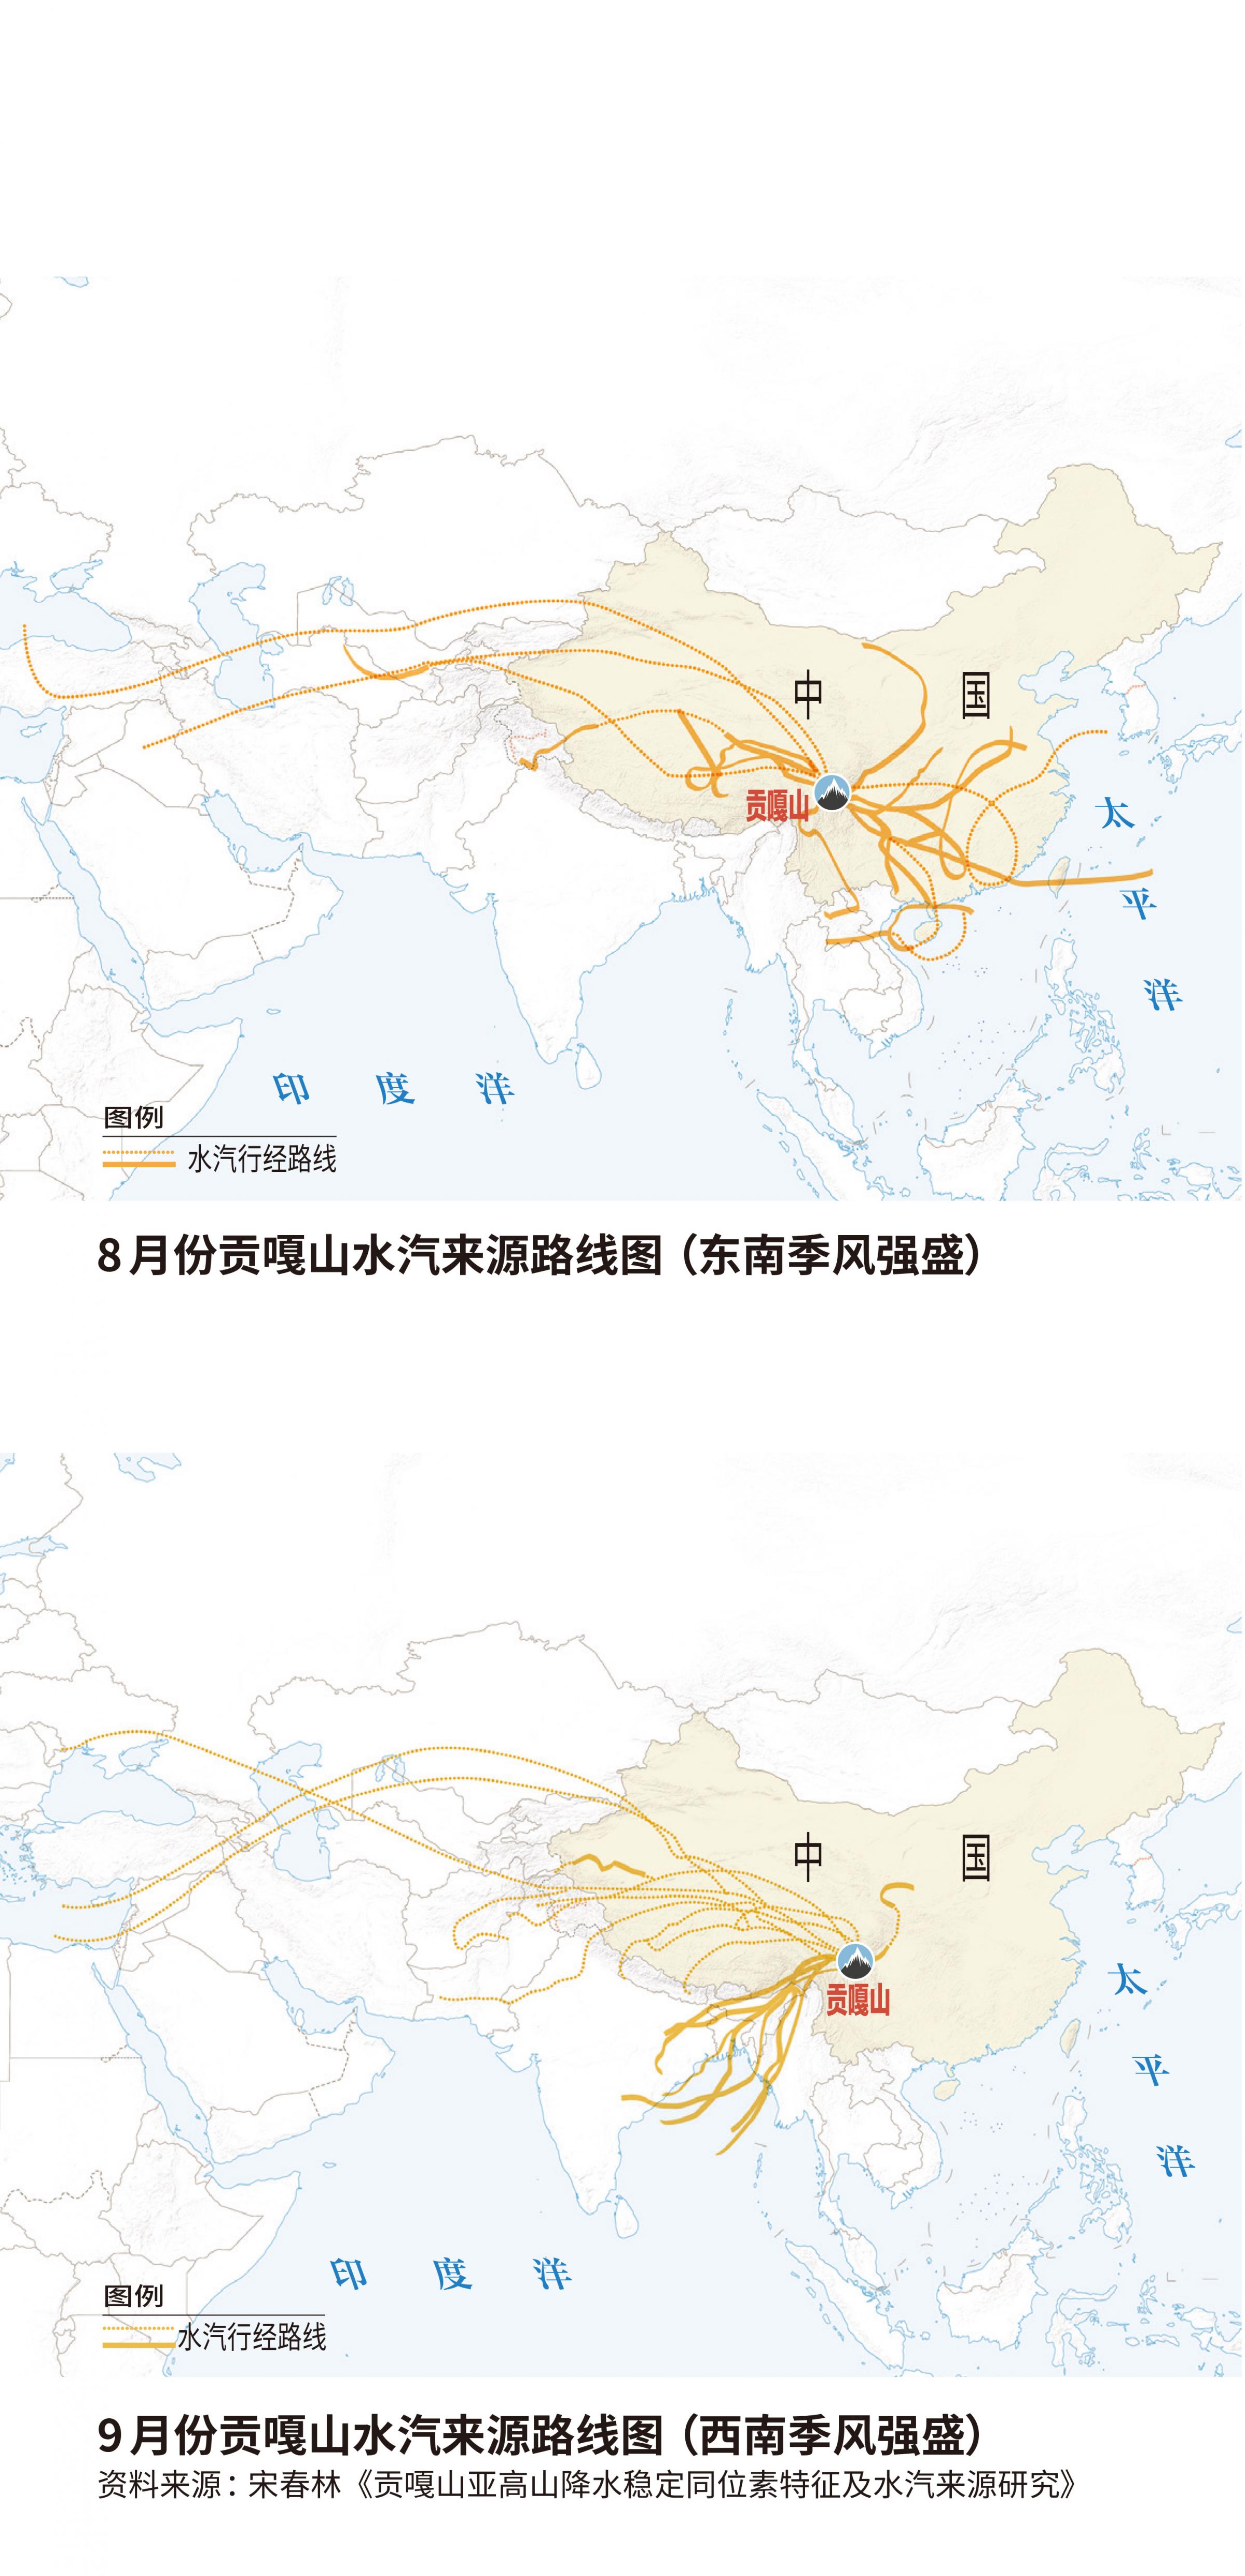 中 国
贡嘎山
太
平
洋
印 度 洋
图例
水汽行经路线
8月份贡嘎山水汽来源路线图（东南季风强盛）
中 国
贡嘎山
太
平
洋
印 度 洋
图例
水汽行经路线
9月份贡嘎山水汽来源路线图（西南季风强盛）
资料来源：宋春林《贡嘎山亚高山降水稳定同位素特征及水汽来源研究》